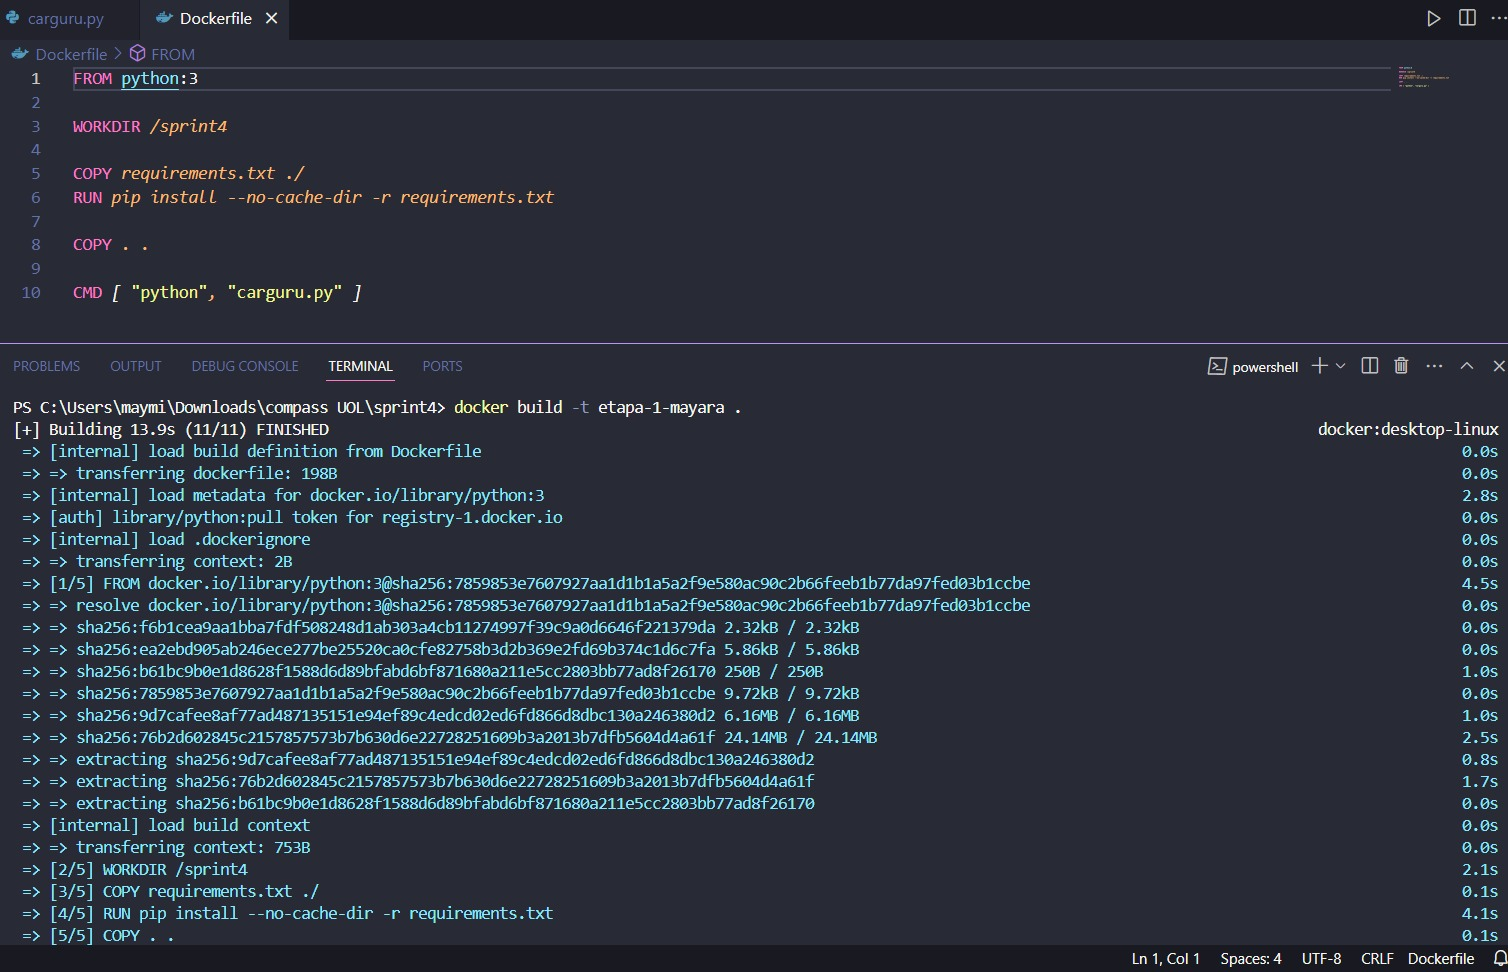 carguru.py Dockerfile
Dockerfile > FROM
1 FROM python:3
2
3 WORKDIR /sprint4
4
5 COPY requirements.txt ./
6 RUN pip install --no-cache-dir -r requirements.txt
7
8 COPY . .
9
10 CMD [ "python", "carguru.py" ]
PROBLEMS OUTPUT DEBUG CONSOLE TERMINAL PORTS powershell
PS C:\Users\maymi\Downloads\compass UOL\sprint4> docker build -t etapa-1-mayara .
[+] Building 13.9s (11/11) FINISHED docker:desktop-linux
=> [internal] load build definition from Dockerfile 0.0s
=> => transferring dockerfile: 198B 0.0s
=> [internal] load metadata for docker.io/library/python:3 2.8s
=> [auth] library/python:pull token for registry-1.docker.io 0.0s
=> [internal] load .dockerignore 0.0s
=> => transferring context: 2B 0.0s
=> [1/5] FROM docker.io/library/python:3@sha256:7859853e7607927aa1d1b1a5a2f9e580ac90c2b66feeb1b77da97fed03b1ccbe 4.5s
=> => resolve docker.io/library/python:3@sha256:7859853e7607927aa1d1b1a5a2f9e580ac90c2b66feeb1b77da97fed03b1ccbe 0.0s
=> => sha256:f6b1cea9aa1bba7fdf508248d1ab303a4cb11274997f39c9a0d6646f221379da 2.32kB / 2.32kB 0.0s
=> => sha256:ea2ebd905ab246ece277be25520ca0cfe82758b3d2b369e2fd69b374c1d6c7fa 5.86kB / 5.86kB 0.0s
=> => sha256:b61bc9b0e1d8628f1588d6d89bfabd6bf871680a211e5cc2803bb77ad8f26170 250B / 250B 1.0s
=> => sha256:7859853e7607927aa1d1b1a5a2f9e580ac90c2b66feeb1b77da97fed03b1ccbe 9.72kB / 9.72kB 0.0s
=> => sha256:9d7cafee8af77ad487135151e94ef89c4edcd02ed6fd866d8dbc130a246380d2 6.16MB / 6.16MB 1.0s
=> => sha256:76b2d602845c2157857573b7b630d6e22728251609b3a2013b7dfb5604d4a61f 24.14MB / 24.14MB 2.5s
=> => extracting sha256:9d7cafee8af77ad487135151e94ef89c4edcd02ed6fd866d8dbc130a246380d2 0.8s
=> => extracting sha256:76b2d602845c2157857573b7b630d6e22728251609b3a2013b7dfb5604d4a61f 1.7s
=> => extracting sha256:b61bc9b0e1d8628f1588d6d89bfabd6bf871680a211e5cc2803bb77ad8f26170 0.0s
=> [internal] load build context 0.0s
=> => transferring context: 753B 0.0s
=> [2/5] WORKDIR /sprint4 2.1s
=> [3/5] COPY requirements.txt ./ 0.1s
=> [4/5] RUN pip install --no-cache-dir -r requirements.txt 4.1s
=> [5/5] COPY . . 0.1s
Ln 1, Col 1 Spaces: 4 UTF-8 CRLF Dockerfile